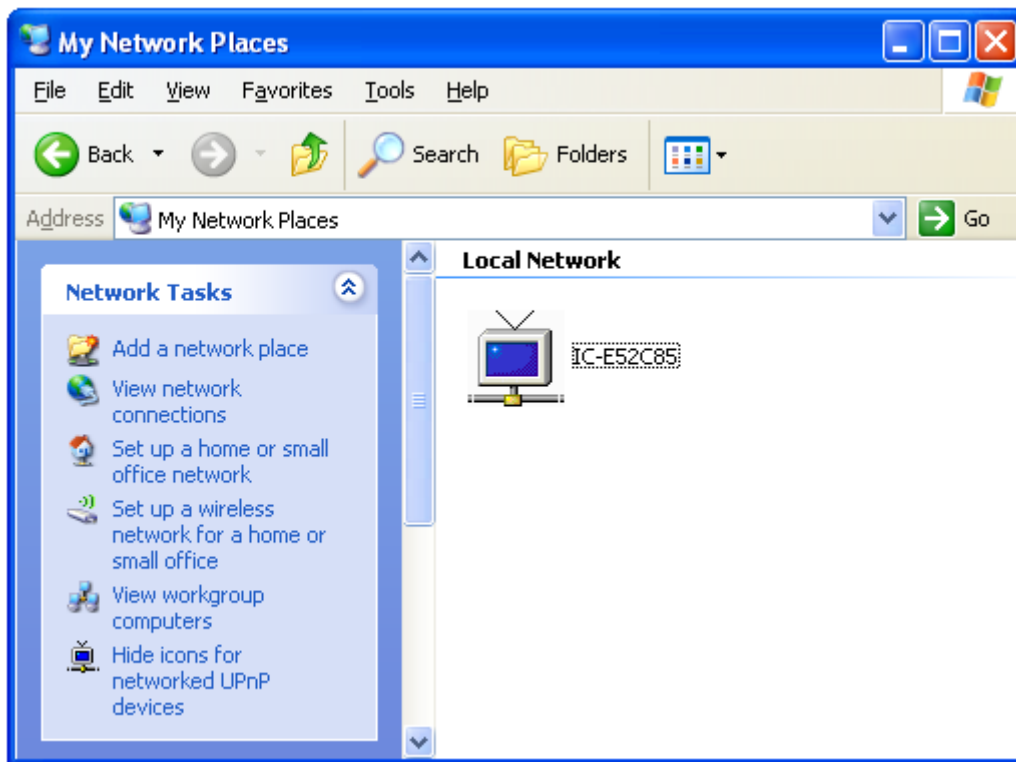 My Network Places
File Edit View Favorites Tools Help
Back Search Folders
Address My Network Places Go
Network Tasks
Add a network place
View network
connections
Set up a home or small
office network
Set up a wireless
network for a home or
small office
View workgroup
computers
Hide icons for
networked UPnP
devices
Local Network
IC-E52C85